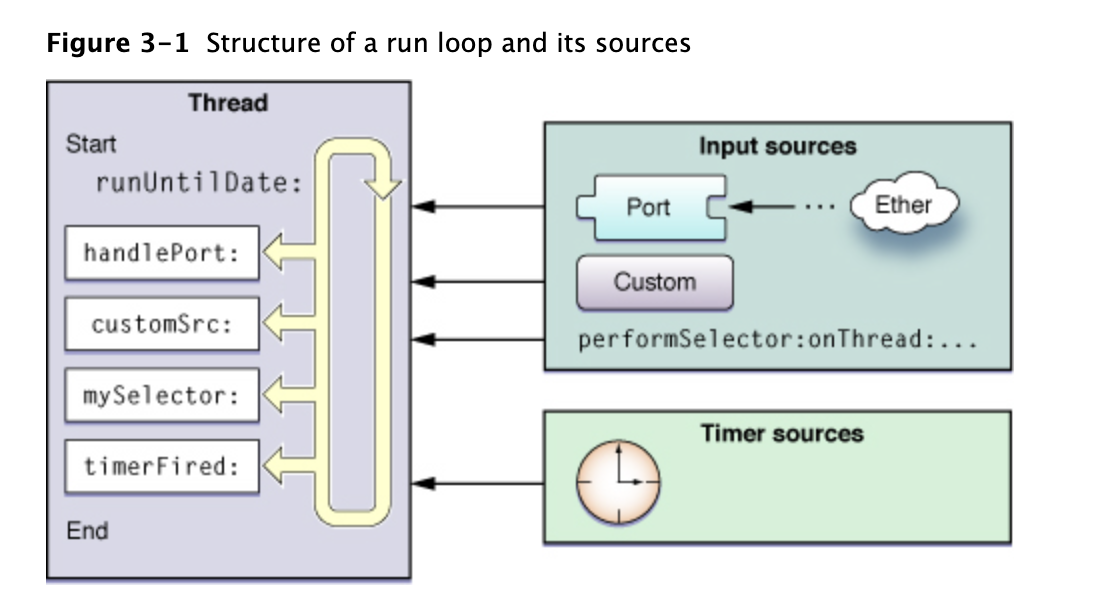 Figure 3-1 Structure of a run loop and its sources
Thread
Start
runUntilDate:
handlePort:
customSrc:
mySelector:
timerFired:
End
Input sources
Port
...
Ether
Custom
performSelector:onThread:...
Timer sources